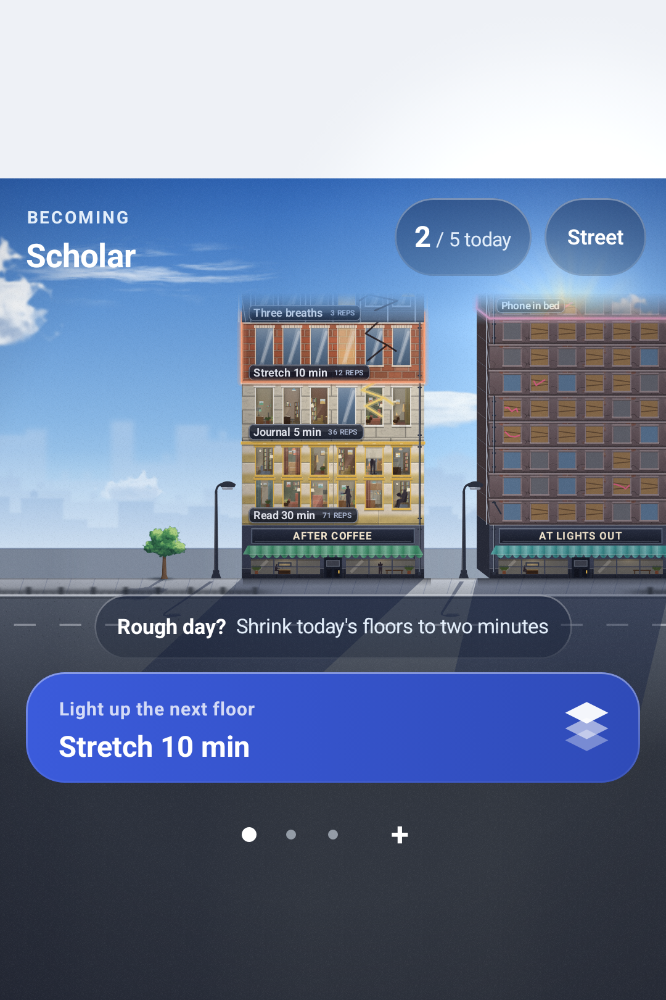 BECOMING
Scholar
2 / 5 today
Street
Three breaths 3 REPS
Phone in bed
Stretch 10 min 12 REPS
Journal 5 min 36 REPS
Read 30 min 71 REPS
AFTER COFFEE
AT LIGHTS OUT
Rough day? Shrink today's floors to two minutes
Light up the next floor
Stretch 10 min
+